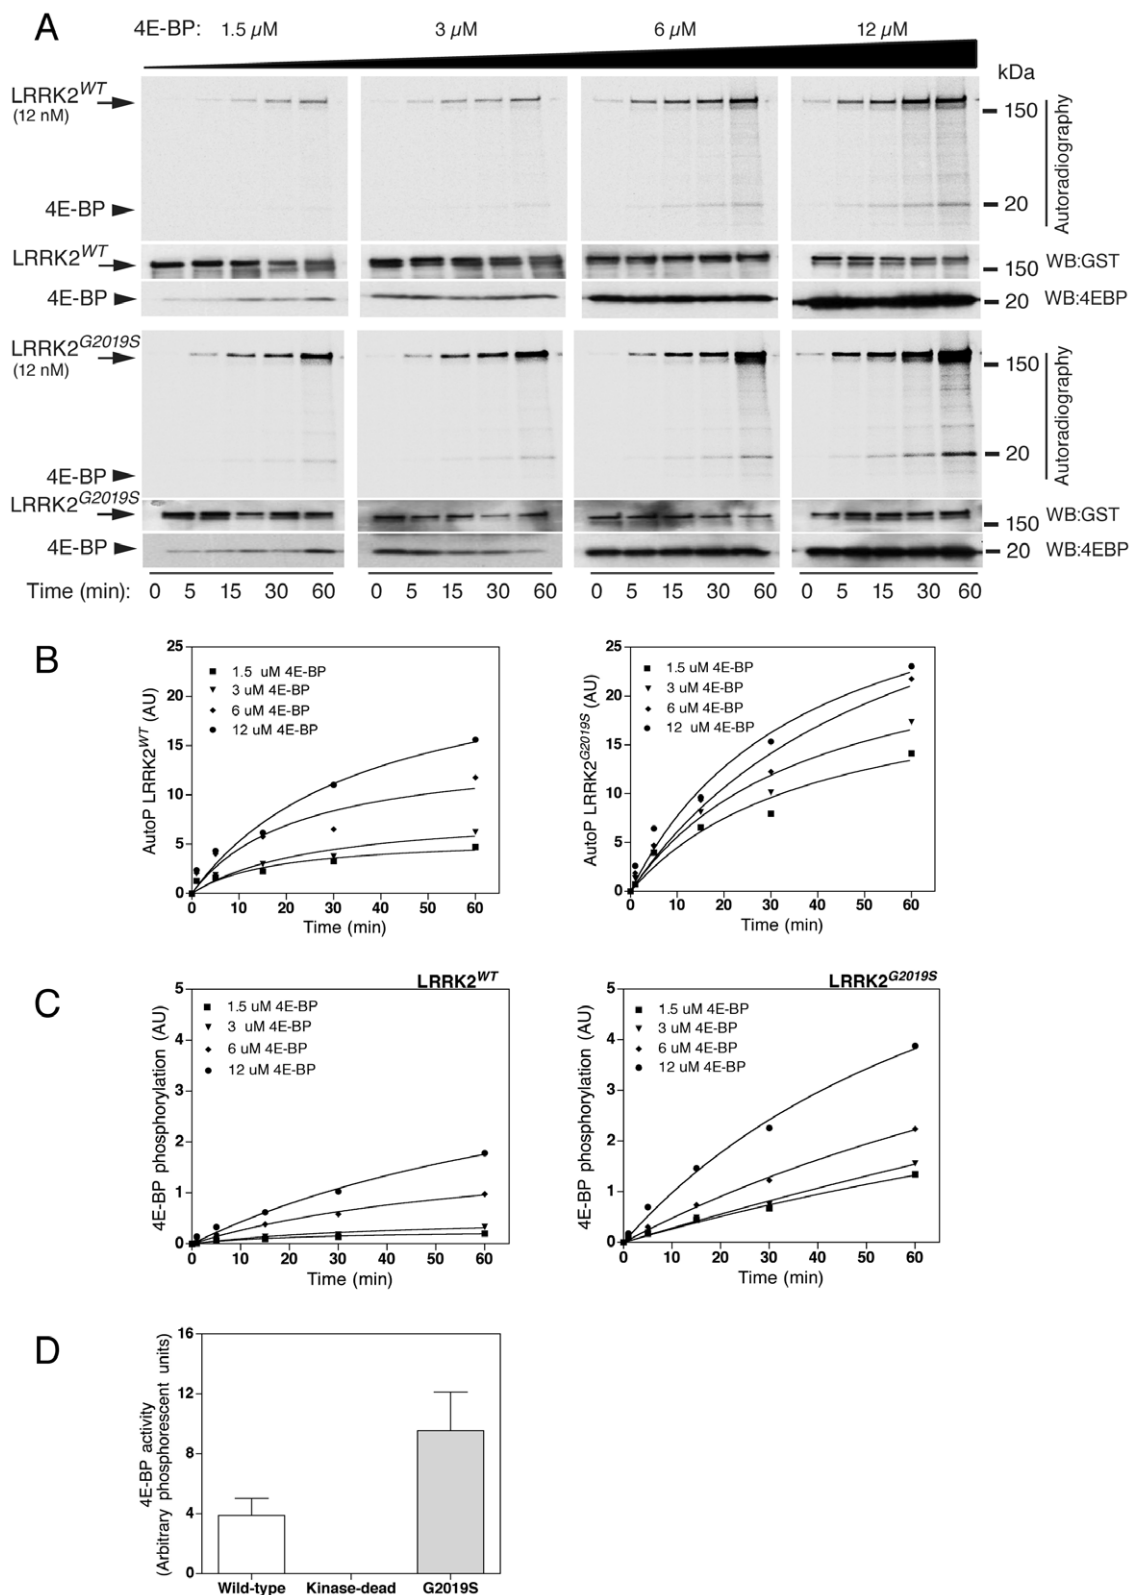 A
4E-BP: 1.5 µM 3 µM 6 µM 12 µM
kDa
LRRK2WT
(12 nM)
150
4E-BP
20
Autoradiography
LRRK2WT
150
WB:GST
4E-BP
20
WB:4EBP
LRRK2G2019S
(12 nM)
150
4E-BP
20
Autoradiography
LRRK2G2019S
150
WB:GST
4E-BP
20
WB:4EBP
Time (min): 0 5 15 30 60 0 5 15 30 60 0 5 15 30 60 0 5 15 30 60
B
AutoP LRRK2WT (AU)
25
20
15
10
5
0
1.5 uM 4E-BP
3 uM 4E-BP
6 uM 4E-BP
12 uM 4E-BP
0 10 20 30 40 50 60
Time (min)
AutoP LRRK2G2019S (AU)
25
20
15
10
5
0
1.5 uM 4E-BP
3 uM 4E-BP
6 uM 4E-BP
12 uM 4E-BP
0 10 20 30 40 50 60
Time (min)
C
LRRK2WT
4E-BP phosphorylation (AU)
5
4
3
2
1
0
1.5 uM 4E-BP
3 uM 4E-BP
6 uM 4E-BP
12 uM 4E-BP
0 10 20 30 40 50 60
Time (min)
LRRK2G2019S
4E-BP phosphorylation (AU)
5
4
3
2
1
0
1.5 uM 4E-BP
3 uM 4E-BP
6 uM 4E-BP
12 uM 4E-BP
0 10 20 30 40 50 60
Time (min)
D
4E-BP activity
(Arbitrary phosphorescent units)
16
12
8
4
0
Wild-type Kinase-dead G2019S